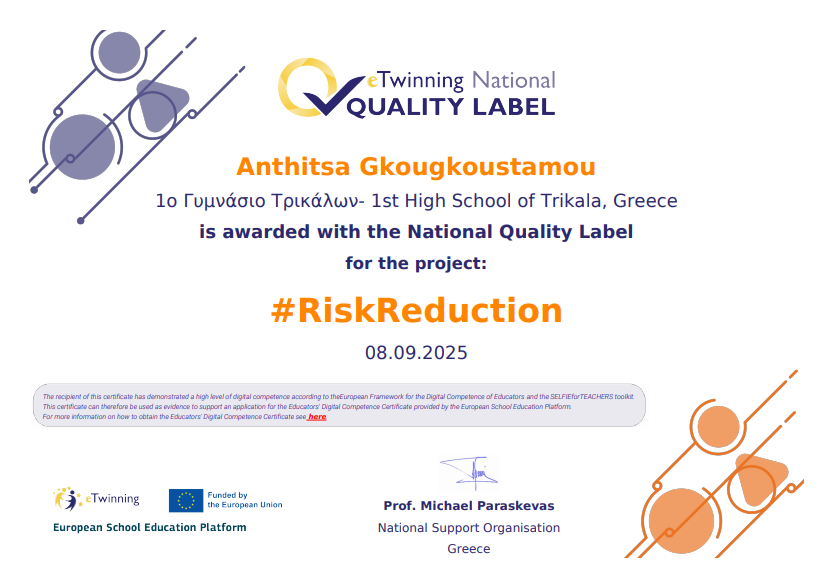 eTwinning National
QUALITY LABEL
Anthitsa Gkougkoustamou
1ο Γυμνάσιο Τρικάλων- 1st High School of Trikala, Greece
is awarded with the National Quality Label
for the project:
#RiskReduction
08.09.2025
The recipient of this certificate has demonstrated a high level of digital competence according to theEuropean Framework for the Digital Competence of Educators and the SELFIEforTEACHERS toolkit.
This certificate can therefore be used as evidence to support an application for the Educators' Digital Competence Certificate provided by the European School Education Platform.
For more information on how to obtain the Educators' Digital Competence Certificate see here.
eTwinning
Funded by
the European Union
European School Education Platform
Prof. Michael Paraskevas
National Support Organisation
Greece